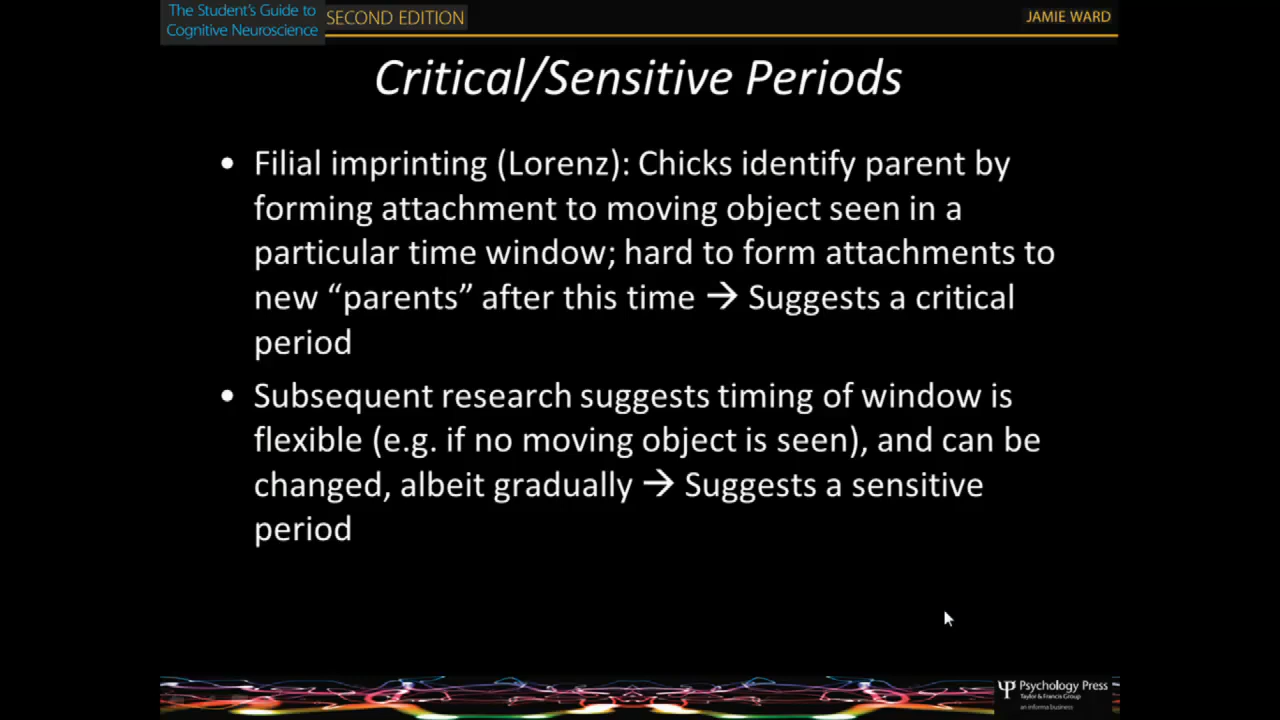 The Student's Guide to
Cognitive Neuroscience
SECOND EDITION
JAMIE WARD
Critical/Sensitive Periods
• Filial imprinting (Lorenz): Chicks identify parent by
forming attachment to moving object seen in a
particular time window; hard to form attachments to
new “parents” after this time → Suggests a critical
period
• Subsequent research suggests timing of window is
flexible (e.g. if no moving object is seen), and can be
changed, albeit gradually → Suggests a sensitive
period
Psychology Press
Taylor & Francis Group
an informa business